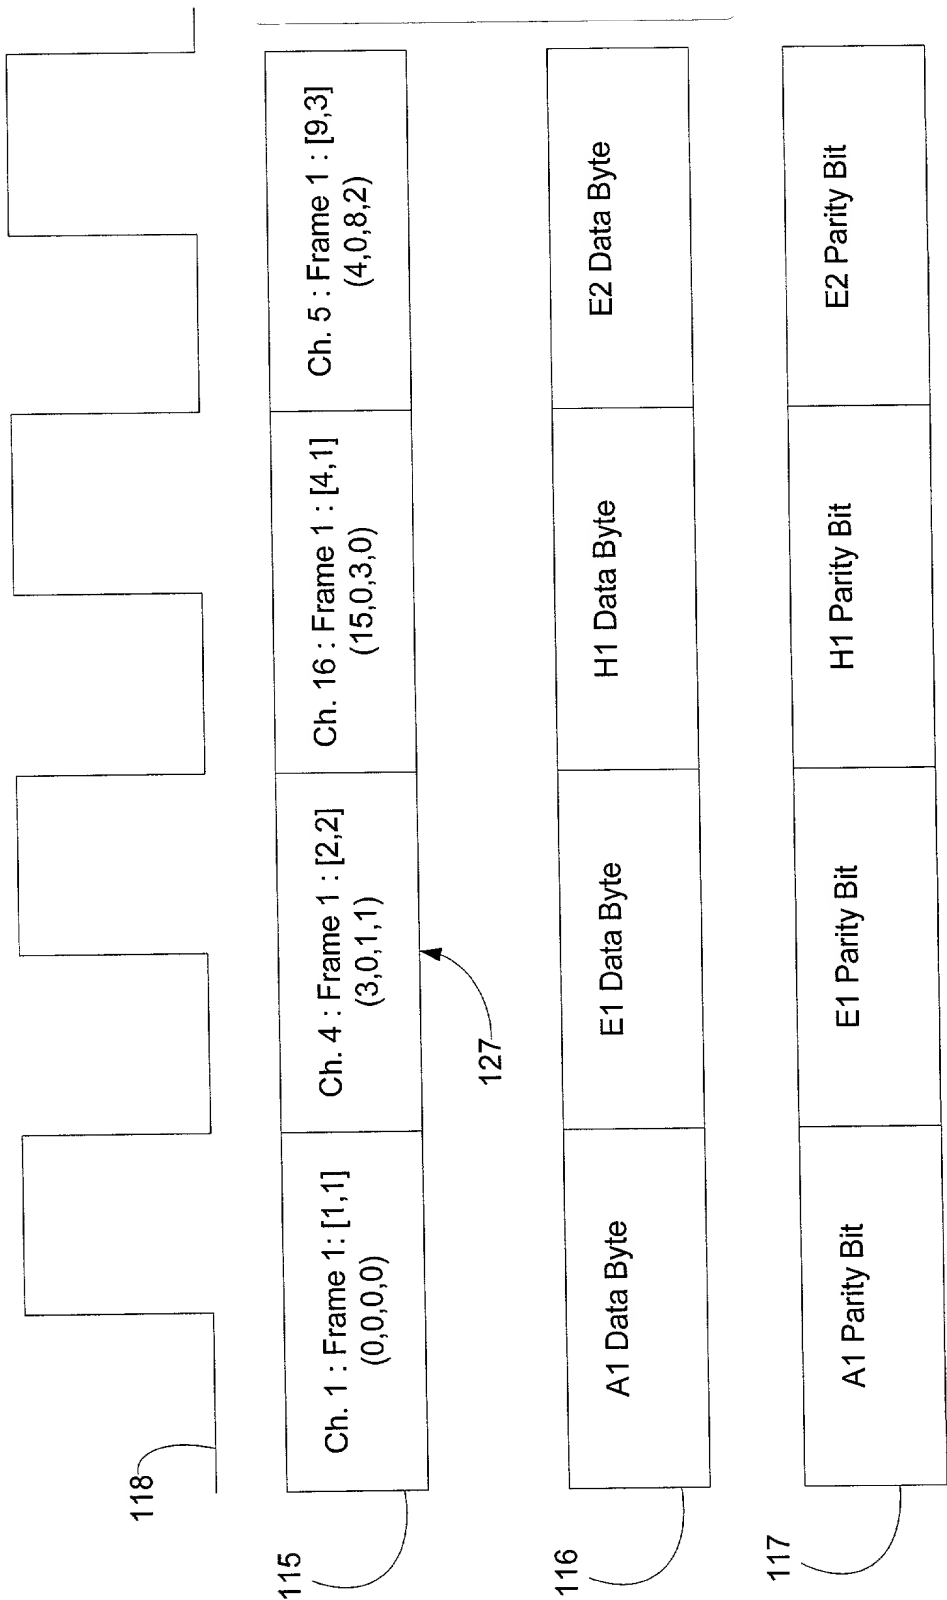 118
115
Ch. 1 : Frame 1: [1,1]
(0,0,0,0)
Ch. 4 : Frame 1 : [2,2]
(3,0,1,1)
Ch. 16 : Frame 1 : [4,1]
(15,0,3,0)
Ch. 5 : Frame 1 : [9,3]
(4,0,8,2)
127
116
A1 Data Byte
E1 Data Byte
H1 Data Byte
E2 Data Byte
117
A1 Parity Bit
E1 Parity Bit
H1 Parity Bit
E2 Parity Bit